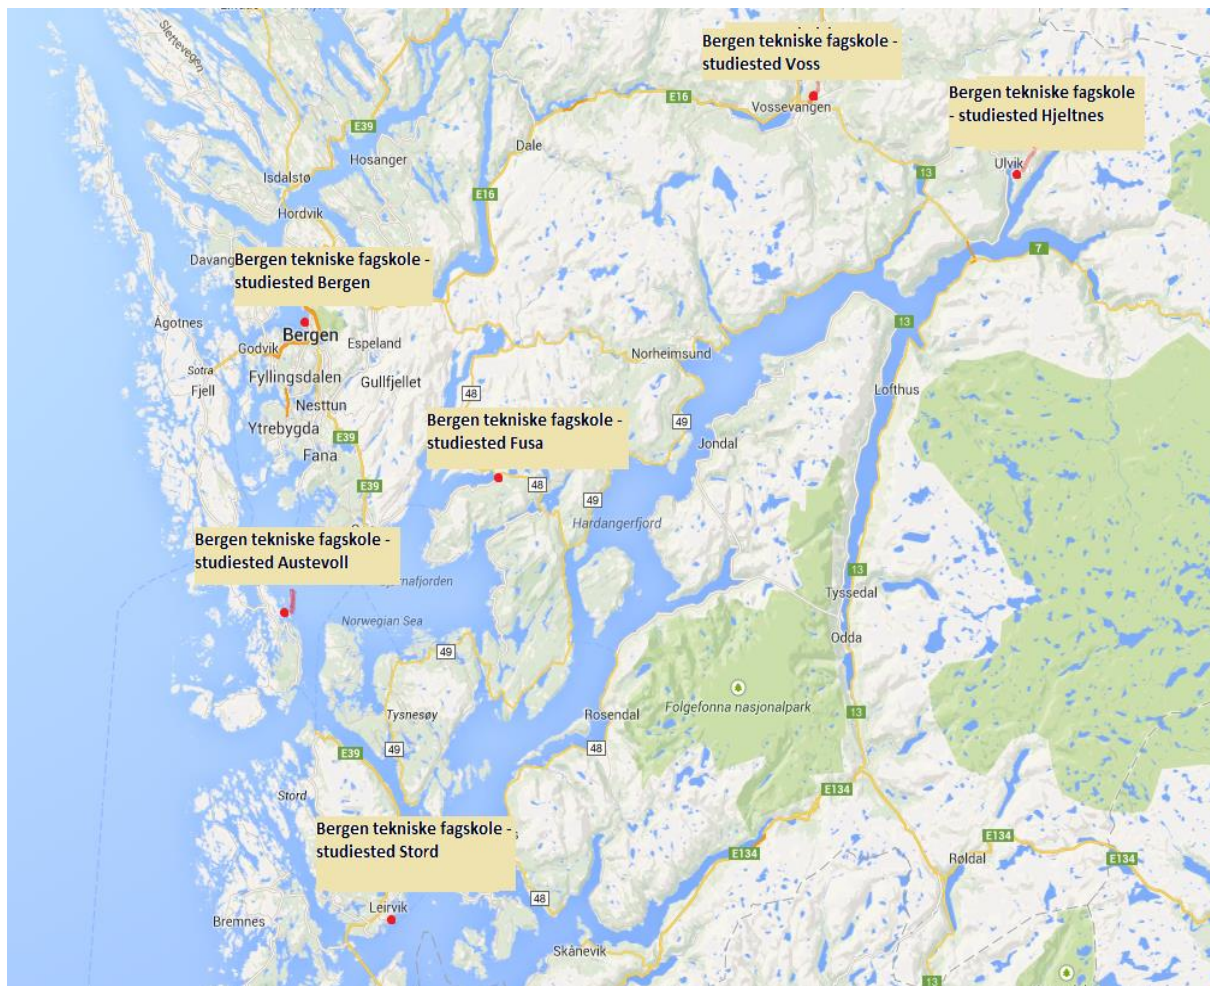 Slettevegen
Bergen tekniske fagskole -
studiested Voss
E16
Vossevangen
Bergen tekniske fagskole
- studiested Hjeltnes
E39
Dale
Hosanger
Ulvik
13
Isdalstø
E16
Hordvik
7
Bergen tekniske fagskole -
studiested Bergen
Ågotnes
13
Bergen
Godvik
Espeland
Norheimsund
Sotra
Fjell
Fyllingsdalen
Gullfjellet
48
Lofthus
Nesttun
Ytrebygda
Bergen tekniske fagskole -
studiested Fusa
49
E39
Jondal
Fana
E39
48
49
Hardangerfjord
Bergen tekniske fagskole -
studiested Austevoll
13
Tyssedal
Norwegian Sea
Odda
49
Folgefonna nasjonalpark
Tysnesøy
Rosendal
13
E39
49
48
Stord
E134
Bergen tekniske fagskole -
studiested Stord
E134
E134
Røldal
E134
48
Leirvik
Bremnes
Skånevik
13